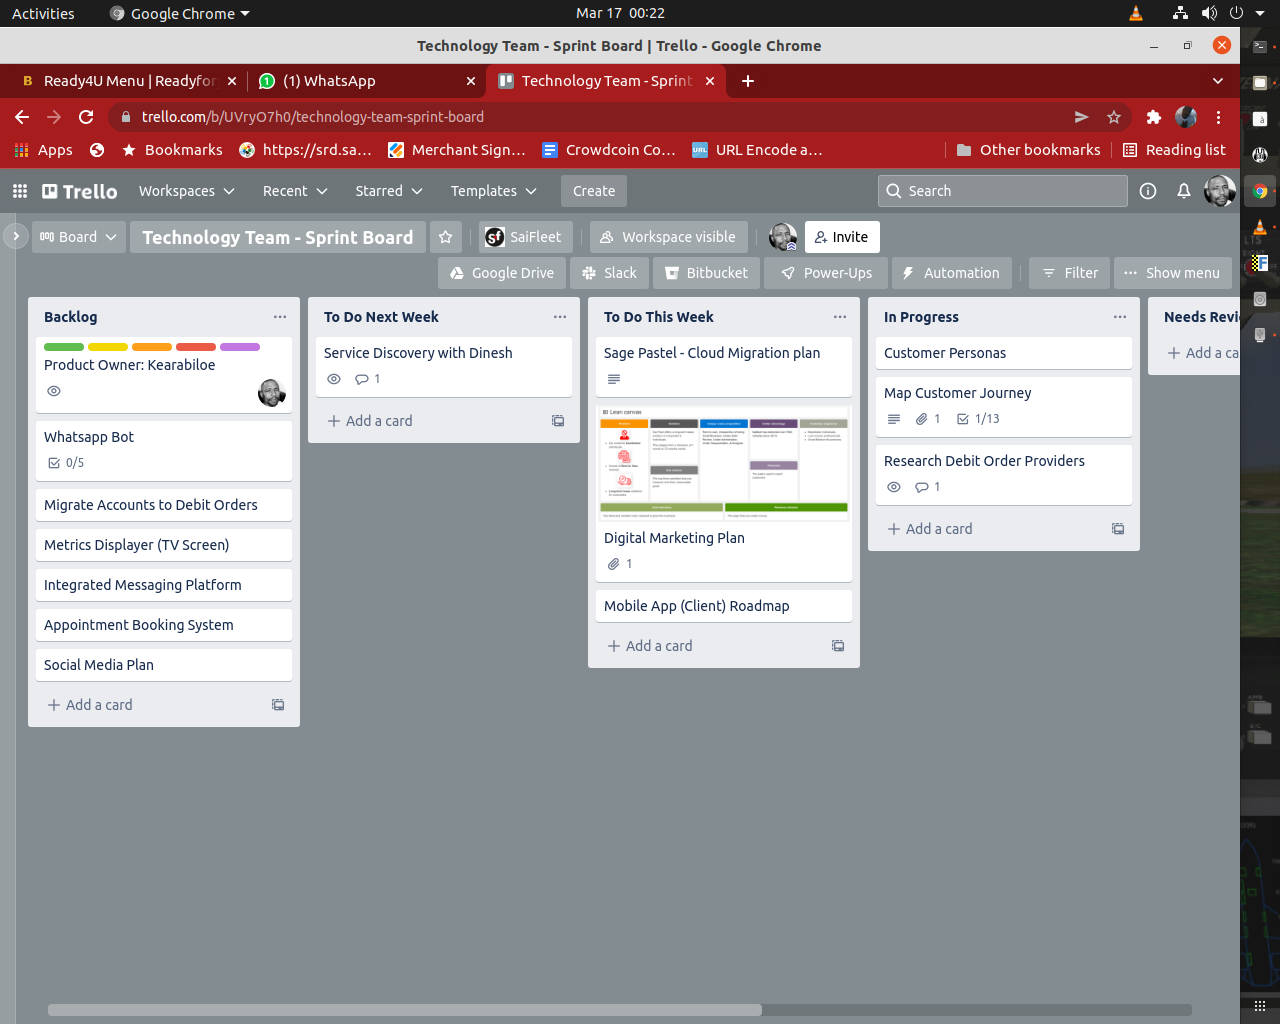 Activities
Google Chrome
Mar 17 00:22
Technology Team - Sprint Board | Trello - Google Chrome
Ready4U Menu | Readyfor
(1) WhatsApp
Technology Team - Sprint
trello.com/b/UVryO7h0/technology-team-sprint-board
Apps
Bookmarks
https://srd.sa...
Merchant Sign...
Crowdcoin Co...
URL Encode a...
Other bookmarks
Reading list
Trello
Workspaces
Recent
Starred
Templates
Create
Search
Board
Technology Team - Sprint Board
SaiFleet
Workspace visible
Invite
Google Drive
Slack
Bitbucket
Power-Ups
Automation
Filter
Show menu
Backlog
Product Owner: Kearabiloe
Whatsapp Bot
0/5
Migrate Accounts to Debit Orders
Metrics Displayer (TV Screen)
Integrated Messaging Platform
Appointment Booking System
Social Media Plan
+ Add a card
To Do Next Week
Service Discovery with Dinesh
1
+ Add a card
To Do This Week
Sage Pastel - Cloud Migration plan
Lean canvas
Digital Marketing Plan
1
Mobile App (Client) Roadmap
+ Add a card
In Progress
Customer Personas
Map Customer Journey
1
1/13
Research Debit Order Providers
1
+ Add a card
Needs Revi
+ Add a ca